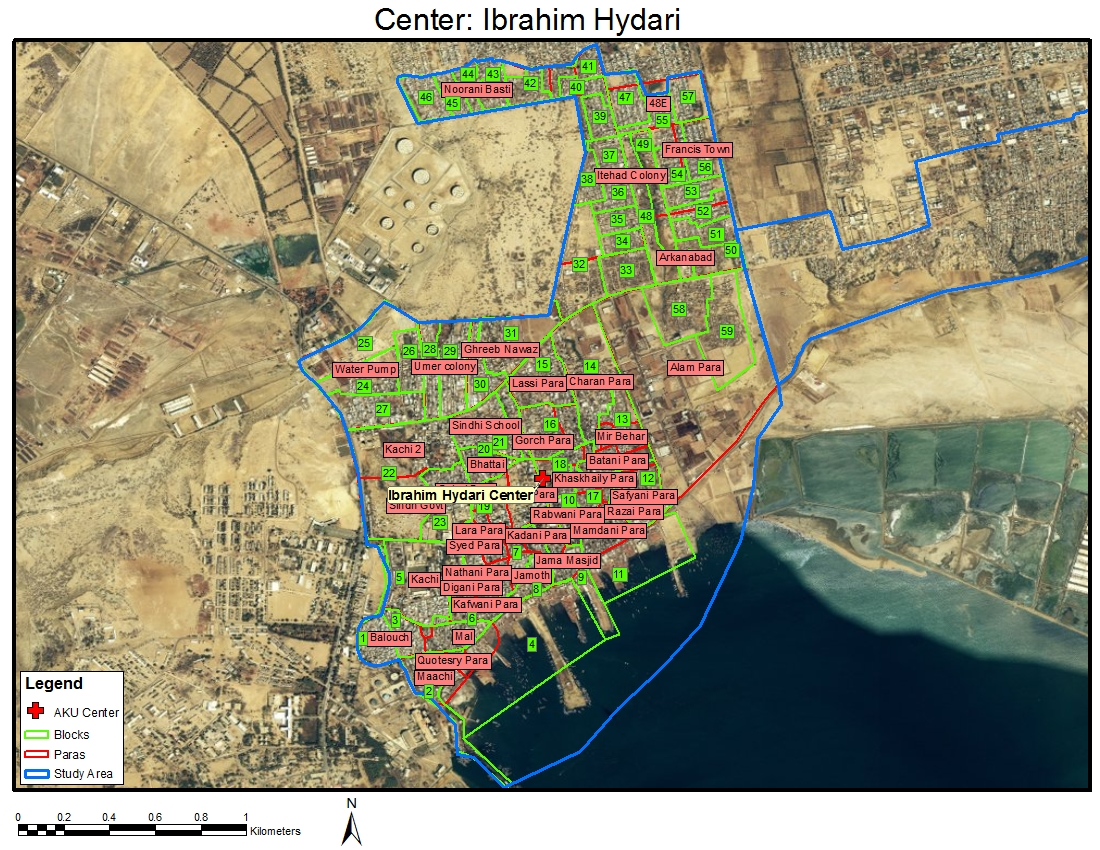 Center: Ibrahim Hydari
41
44 43
42
Noorani Basti
40
46 45
47 48E 57
39
55
49 Francis Town
37
56
38 Itehad Colony 54
36
53
52
35 48
34
51
50
Arkanabad
32
33
58
59
31
25
26 28 29 Ghreeb Nawaz
15 14
Water Pump Umer colony
Alam Para
24
30 Lassi Para Charan Para
27
13
Sindhi School 16
Gorch Para Mir Behar
21
20
Kachi 2
Bhattai 18 Batani Para
22
Khaskhaily Para 12
Ibrahim Hydari Center Para 10 17 Safyani Para
Sindh Govt 19
Rabwani Para Razai Para
23
Lara Para Kadani Para Mamdani Para
Syed Para
7
Jama Masjid
5 Kachi Nathani Para Jamoth 9 11
Digani Para 8
Kafwani Para
3 6
1 Balouch Mal 4
Quotesry Para
Maachi
2
Legend
AKU Center
Blocks
Paras
Study Area
N
0 0.2 0.4 0.6 0.8 1
Kilometers